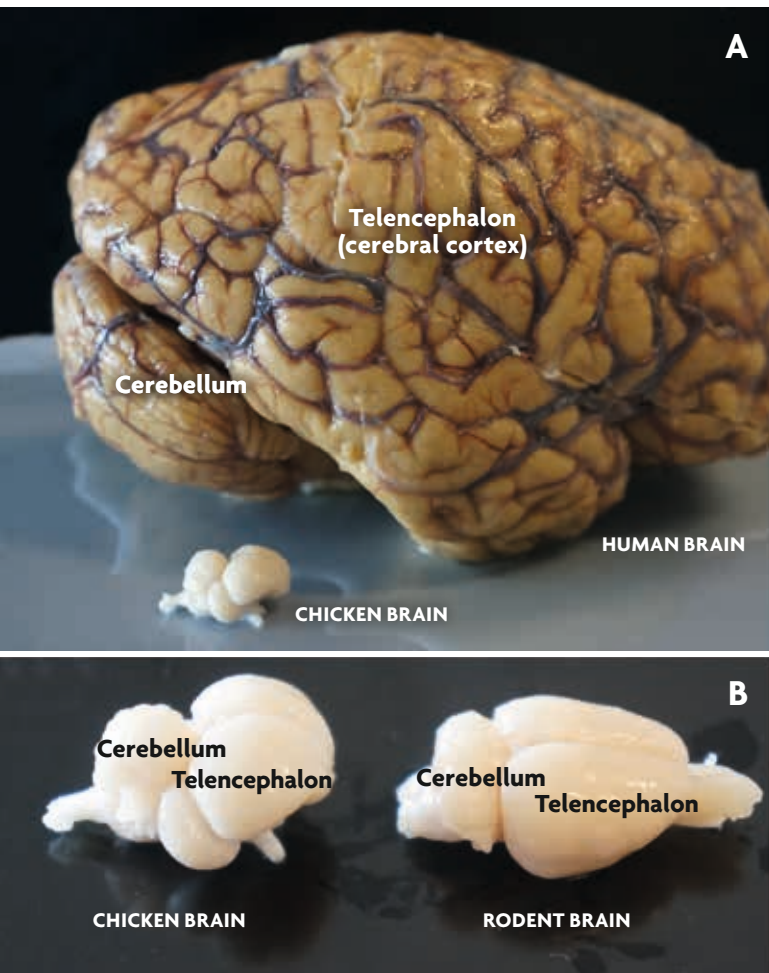 A
Telencephalon
(cerebral cortex)
Cerebellum
HUMAN BRAIN
CHICKEN BRAIN
B
Cerebellum
Telencephalon
Cerebellum
Telencephalon
CHICKEN BRAIN
RODENT BRAIN